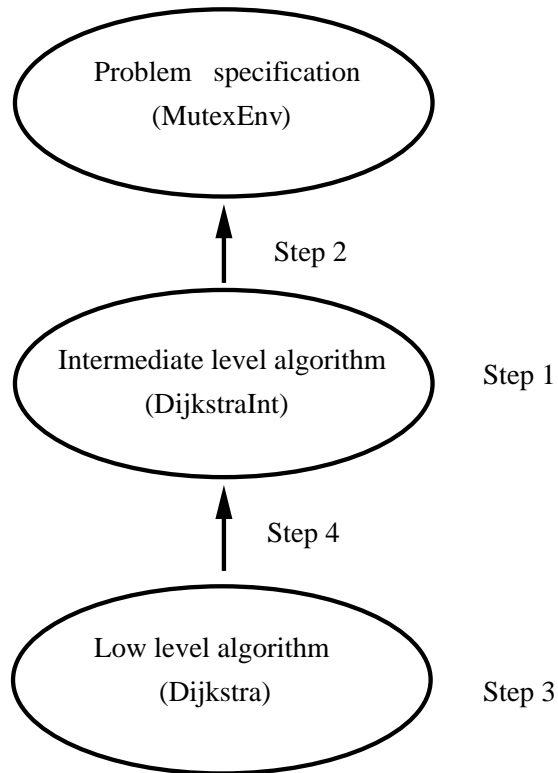 Problem specification
(MutexEnv)
Step 2
Intermediate level algorithm
(DijkstraInt)
Step 1
Step 4
Low level algorithm
(Dijkstra)
Step 3